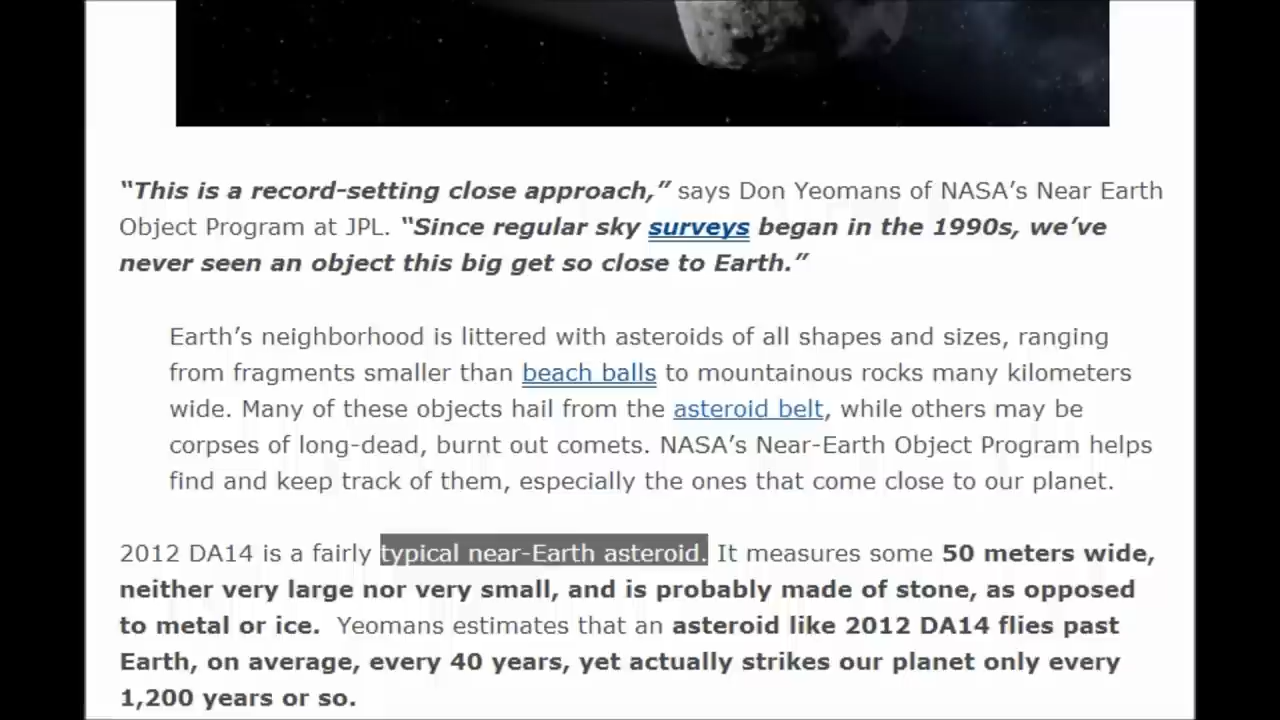 “This is a record-setting close approach,” says Don Yeomans of NASA’s Near Earth
Object Program at JPL. “Since regular sky surveys began in the 1990s, we’ve
never seen an object this big get so close to Earth.”
Earth’s neighborhood is littered with asteroids of all shapes and sizes, ranging
from fragments smaller than beach balls to mountainous rocks many kilometers
wide. Many of these objects hail from the asteroid belt, while others may be
corpses of long-dead, burnt out comets. NASA’s Near-Earth Object Program helps
find and keep track of them, especially the ones that come close to our planet.
2012 DA14 is a fairly typical near-Earth asteroid. It measures some 50 meters wide,
neither very large nor very small, and is probably made of stone, as opposed
to metal or ice.  Yeomans estimates that an asteroid like 2012 DA14 flies past
Earth, on average, every 40 years, yet actually strikes our planet only every
1,200 years or so.